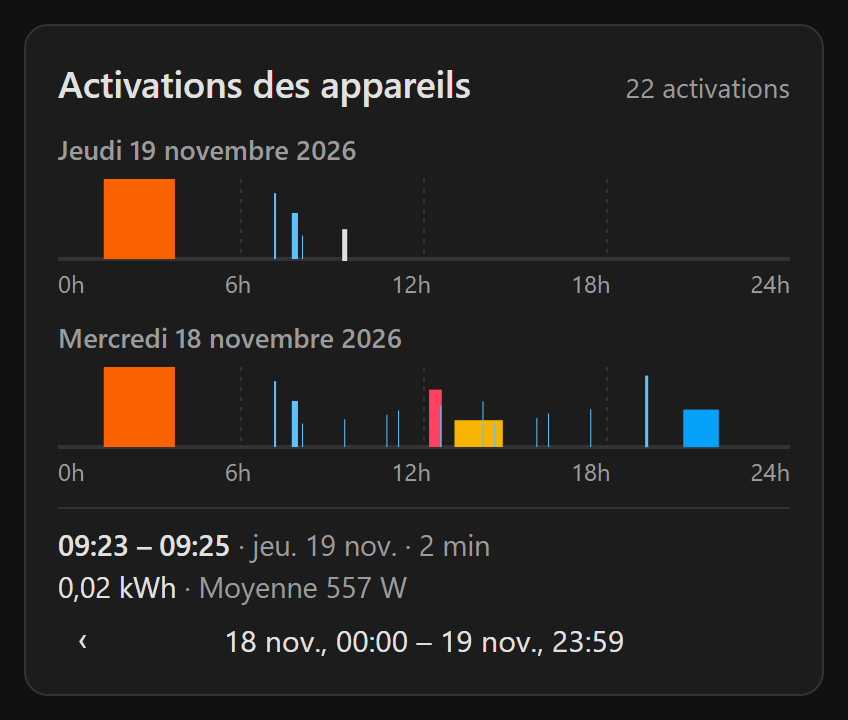 Activations des appareils
22 activations
Jeudi 19 novembre 2026
0h 6h 12h 18h 24h
Mercredi 18 novembre 2026
0h 6h 12h 18h 24h
09:23 – 09:25 · jeu. 19 nov. · 2 min
0,02 kWh · Moyenne 557 W
‹ 18 nov., 00:00 – 19 nov., 23:59